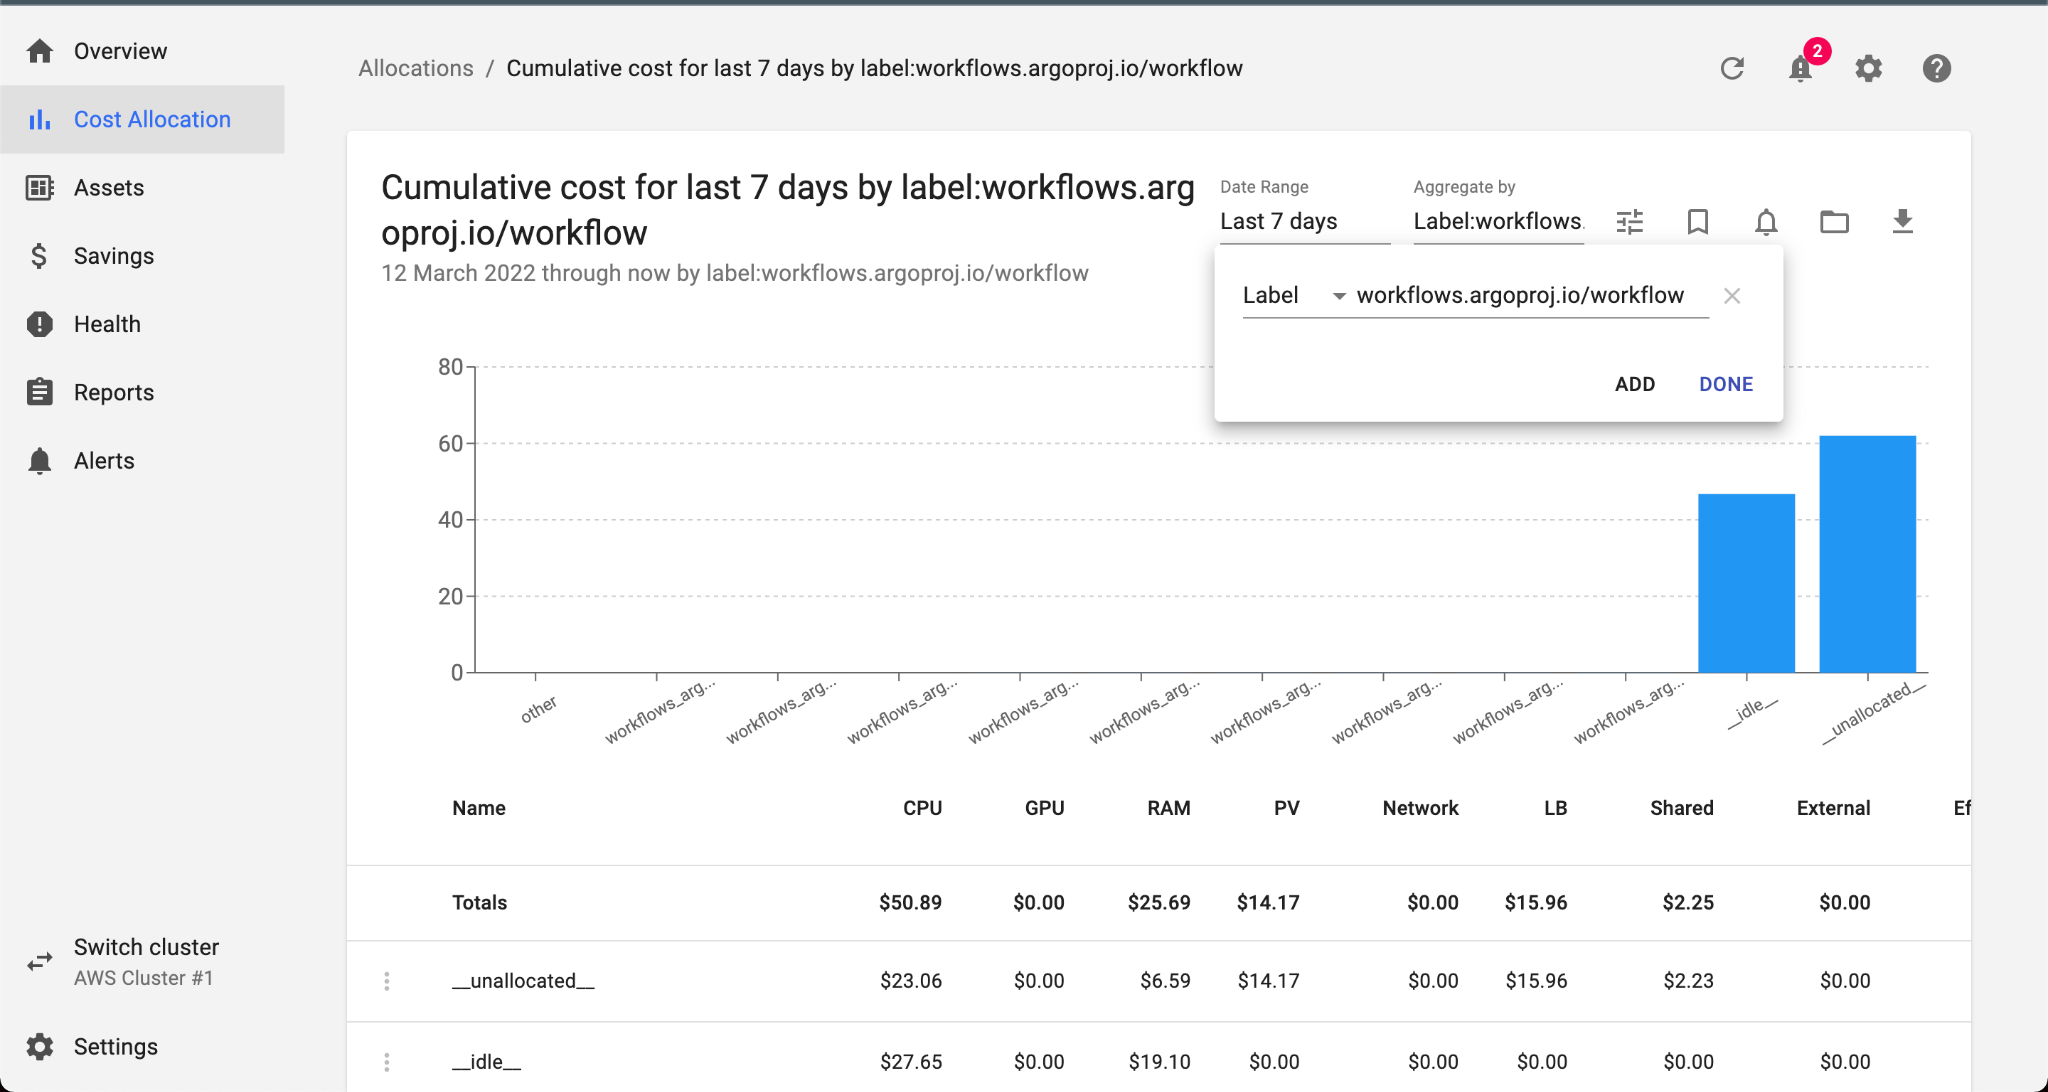 Overview
Cost Allocation
Assets
Savings
Health
Reports
Alerts
Switch cluster
AWS Cluster #1
Settings
Allocations / Cumulative cost for last 7 days by label:workflows.argoproj.io/workflow
2
Cumulative cost for last 7 days by label:workflows.arg
oproj.io/workflow
12 March 2022 through now by label:workflows.argoproj.io/workflow
Date Range
Last 7 days
Aggregate by
Label:workflows.
Label workflows.argoproj.io/workflow
ADD DONE
80
60
40
20
0
other
workflows_arg...
workflows_arg...
workflows_arg...
workflows_arg...
workflows_arg...
workflows_arg...
workflows_arg...
workflows_arg...
workflows_arg...
__idle__
__unallocated__
Name CPU GPU RAM PV Network LB Shared External Ef
Totals $50.89 $0.00 $25.69 $14.17 $0.00 $15.96 $2.25 $0.00
__unallocated__ $23.06 $0.00 $6.59 $14.17 $0.00 $15.96 $2.23 $0.00
__idle__ $27.65 $0.00 $19.10 $0.00 $0.00 $0.00 $0.00 $0.00